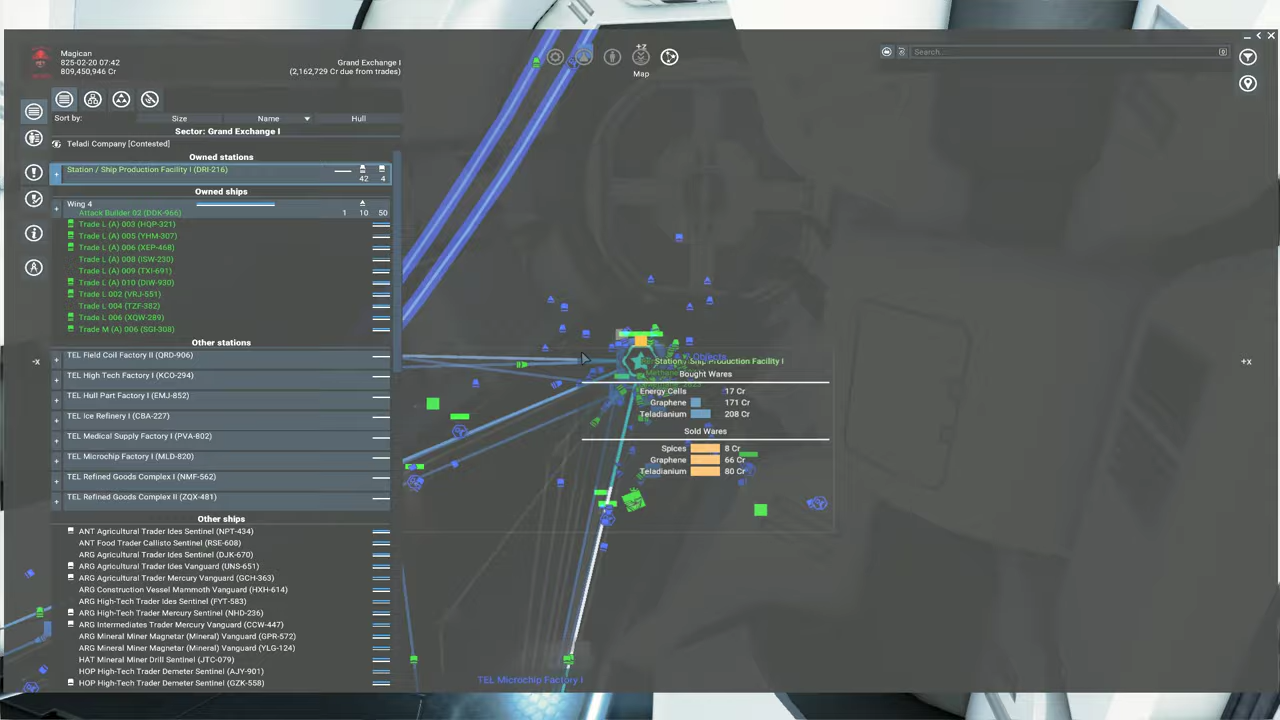 Magican
825-02-20 07:42
809,450,946 Cr
Grand Exchange I
(2,162,729 Cr due from trades)
Map
Search...
Sort by:
Size
Name
Hull
Sector: Grand Exchange I
Teladi Company [Contested]
Owned stations
Station / Ship Production Facility I (DRI-216)
42 4
Owned ships
Wing 4
Attack Builder 02 (DDK-966) 1 10 50
Trade L (A) 003 (HQP-321)
Trade L (A) 005 (YHM-307)
Trade L (A) 006 (XEP-468)
Trade L (A) 008 (ISW-230)
Trade L (A) 009 (TXI-691)
Trade L (A) 010 (DIW-930)
Trade L 002 (VRJ-551)
Trade L 004 (TZF-382)
Trade L 006 (XQW-289)
Trade M (A) 006 (SGI-308)
Other stations
TEL Field Coil Factory II (QRD-906)
TEL High Tech Factory I (KCO-294)
TEL Hull Part Factory I (EMJ-852)
TEL Ice Refinery I (CBA-227)
TEL Medical Supply Factory I (PVA-802)
TEL Microchip Factory I (MLD-820)
TEL Refined Goods Complex I (NMF-562)
TEL Refined Goods Complex II (ZQX-481)
Other ships
ANT Agricultural Trader Ides Sentinel (NPT-434)
ANT Food Trader Callisto Sentinel (RSE-608)
ARG Agricultural Trader Ides Sentinel (DJK-670)
ARG Agricultural Trader Ides Vanguard (UNS-651)
ARG Agricultural Trader Mercury Vanguard (GCH-363)
ARG Construction Vessel Mammoth Vanguard (HXH-614)
ARG High-Tech Trader Ides Sentinel (FYT-583)
ARG High-Tech Trader Mercury Sentinel (NHD-236)
ARG Intermediates Trader Mercury Vanguard (CCW-447)
ARG Mineral Miner Magnetar (Mineral) Vanguard (GPR-572)
ARG Mineral Miner Magnetar (Mineral) Vanguard (YLG-124)
HAT Mineral Miner Drill Sentinel (JTC-079)
HOP High-Tech Trader Demeter Sentinel (AJY-901)
HOP High-Tech Trader Demeter Sentinel (GZK-558)
-x
+x
Objects
Station / Ship Production Facility I
Bought Wares
Energy Cells 17 Cr
Graphene 171 Cr
Teladianium 208 Cr
Sold Wares
Spices 8 Cr
Graphene 66 Cr
Teladianium 80 Cr
TEL Microchip Factory I